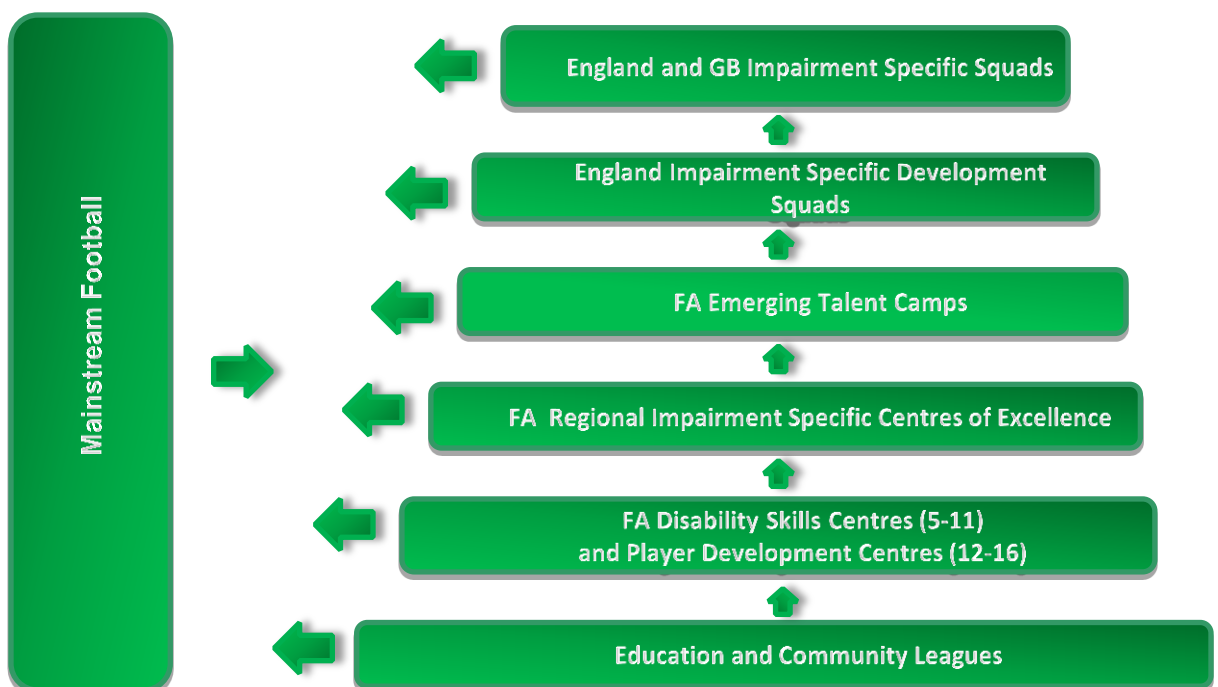 Mainstream Football
England and GB Impairment Specific Squads
England Impairment Specific Development
Squads
FA Emerging Talent Camps
FA Regional Impairment Specific Centres of Excellence
FA Disability Skills Centres (5-11)
and Player Development Centres (12-16)
Education and Community Leagues